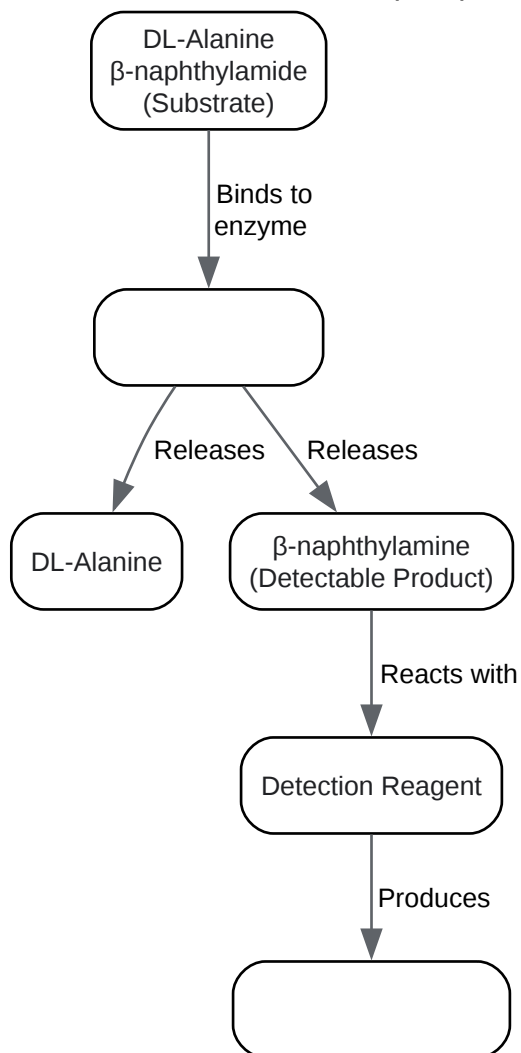 DL-Alanine
β-naphthylamide
(Substrate)
Binds to
enzyme
Releases
Releases
DL-Alanine
β-naphthylamine
(Detectable Product)
Reacts with
Detection Reagent
Produces